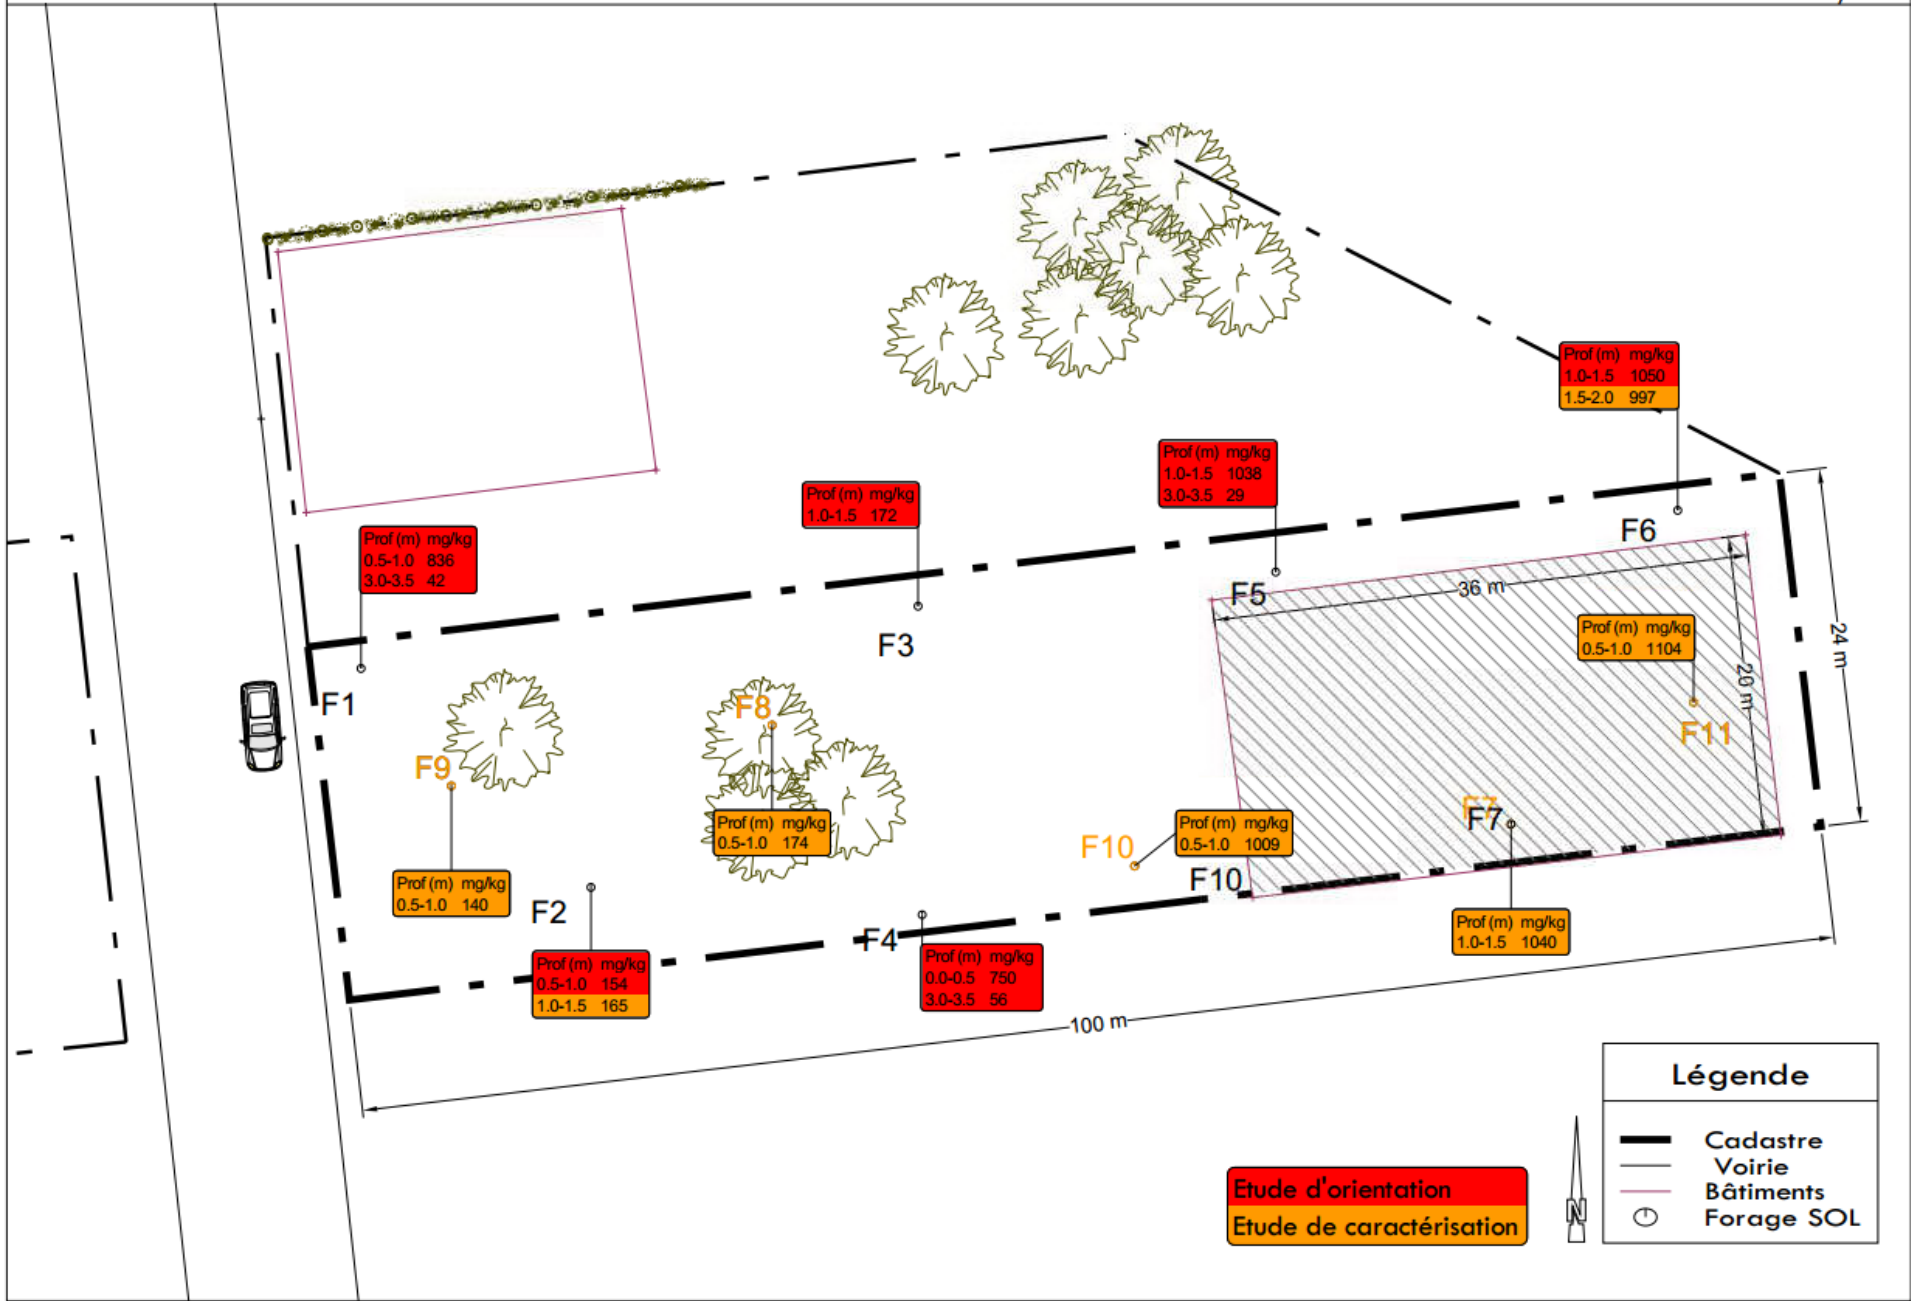 Prof (m) mg/kg
1.0-1.5 1050
1.5-2.0 997
Prof (m) mg/kg
1.0-1.5 1038
3.0-3.5 29
Prof (m) mg/kg
1.0-1.5 172
Prof (m) mg/kg
0.5-1.0 836
3.0-3.5 42
F6
F5
36 m
F3
Prof (m) mg/kg
0.5-1.0 1104
24 m
20 m
F1
F8
F11
F9
F7
F7
Prof (m) mg/kg
0.5-1.0 174
F10
Prof (m) mg/kg
0.5-1.0 1009
F10
Prof (m) mg/kg
0.5-1.0 140
F2
F4
Prof (m) mg/kg
1.0-1.5 1040
Prof (m) mg/kg
0.5-1.0 154
1.0-1.5 165
Prof (m) mg/kg
0.0-0.5 750
3.0-3.5 56
100 m
Légende
Cadastre
Voirie
Bâtiments
Forage SOL
Etude d'orientation
Etude de caractérisation
N